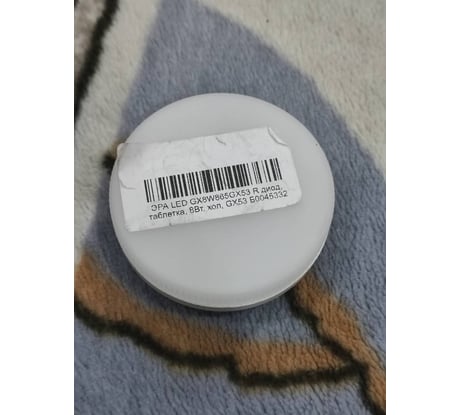 ЭРА LED GX8W865GX53 R диод,
таблетка, 8Вт, хол, GX53 Б0045332